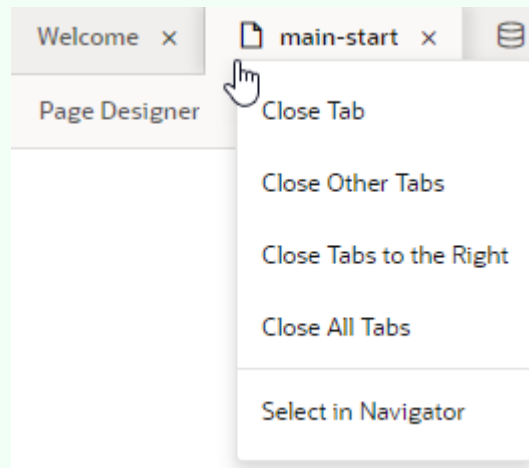 Welcome × main-start ×
Page Designer
Close Tab
Close Other Tabs
Close Tabs to the Right
Close All Tabs
Select in Navigator